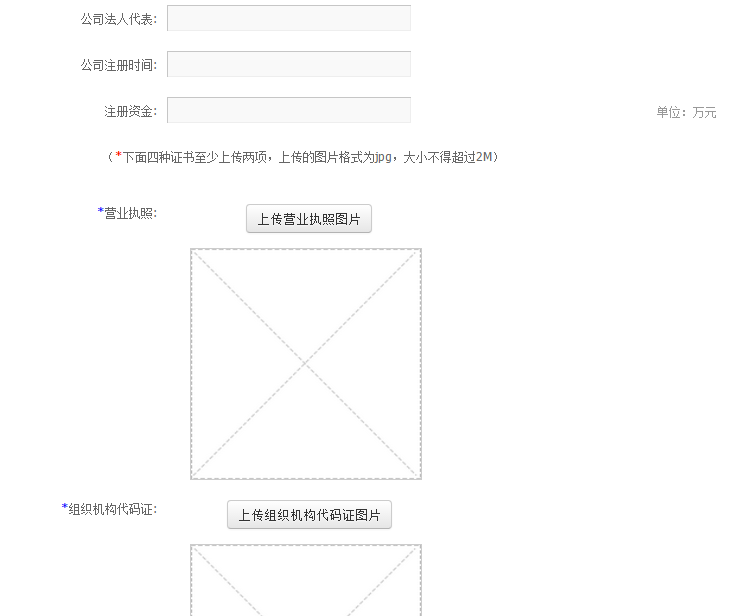 公司法人代表:
公司注册时间:
注册资金: 单位：万元
（*下面四种证书至少上传两项，上传的图片格式为jpg，大小不得超过2M）
*营业执照: 上传营业执照图片
*组织机构代码证: 上传组织机构代码证图片